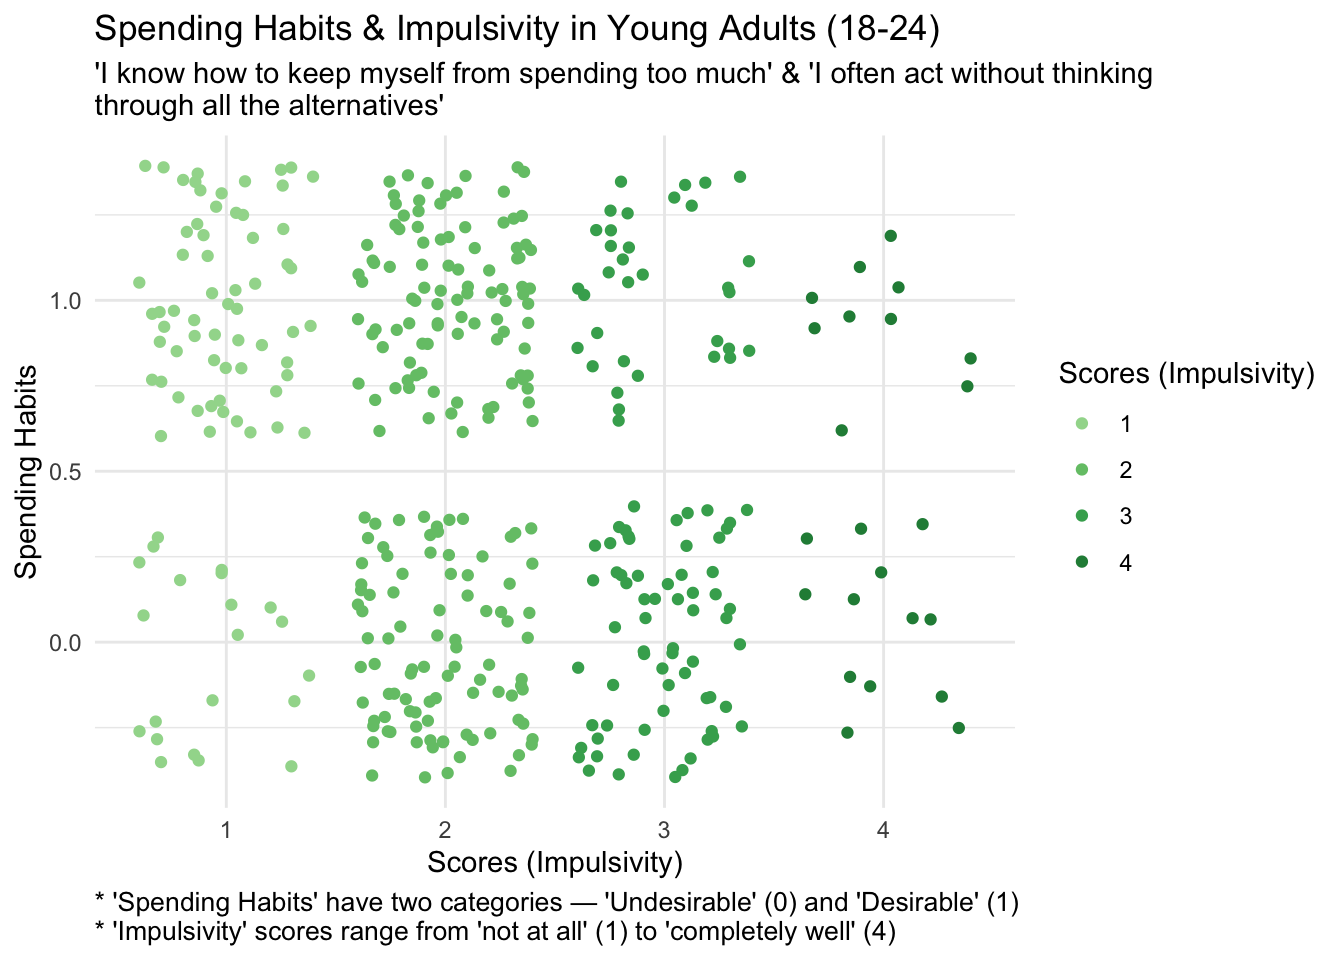 Spending Habits & Impulsivity in Young Adults (18-24)
'I know how to keep myself from spending too much' & 'I often act without thinking
through all the alternatives'
Spending Habits
1.0
0.5
0.0
1
2
3
4
Scores (Impulsivity)
Scores (Impulsivity)
1
2
3
4
* 'Spending Habits' have two categories — 'Undesirable' (0) and 'Desirable' (1)
* 'Impulsivity' scores range from 'not at all' (1) to 'completely well' (4)